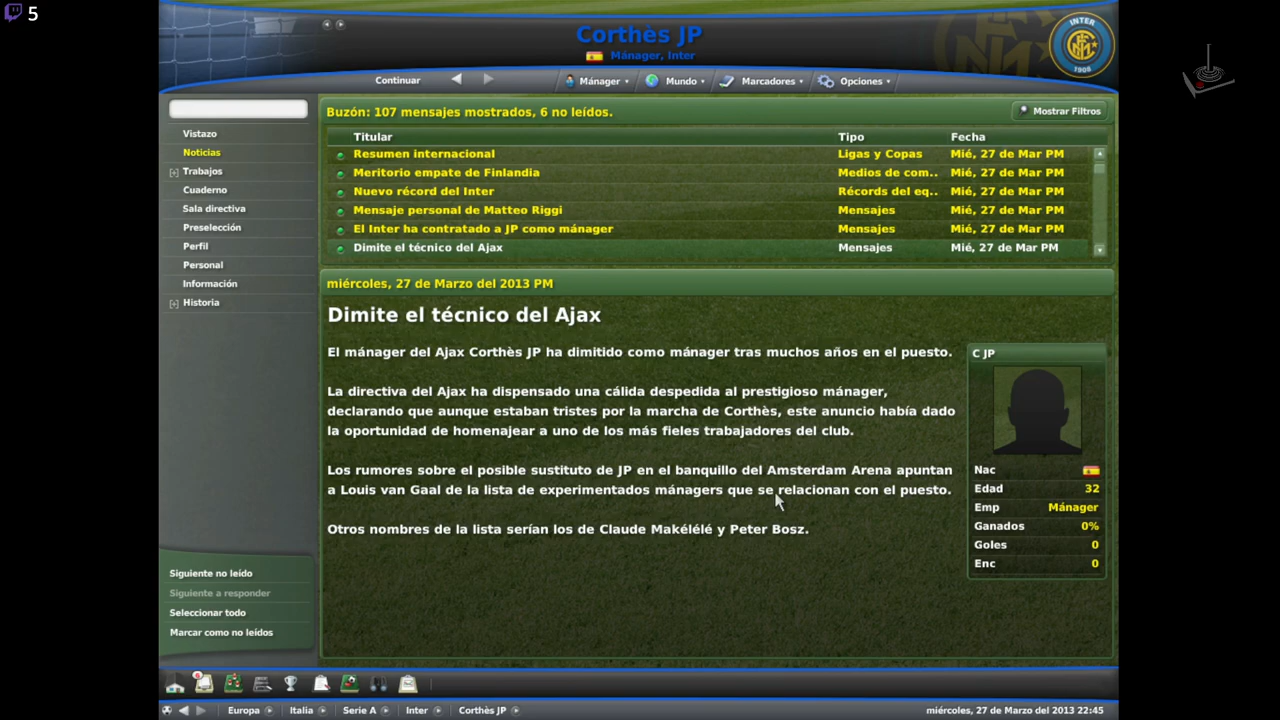 5
Corthès JP
Mánager, Inter
INTER
1908
Continuar
Mánager
Mundo
Marcadores
Opciones
Buzón: 107 mensajes mostrados, 6 no leídos.
Mostrar Filtros
Titular Tipo Fecha
Resumen internacional Ligas y Copas Mié, 27 de Mar PM
Meritorio empate de Finlandia Medios de com.. Mié, 27 de Mar PM
Nuevo récord del Inter Récords del eq.. Mié, 27 de Mar PM
Mensaje personal de Matteo Riggi Mensajes Mié, 27 de Mar PM
El Inter ha contratado a JP como mánager Mensajes Mié, 27 de Mar PM
Dimite el técnico del Ajax Mensajes Mié, 27 de Mar PM
Vistazo
Noticias
Trabajos
Cuaderno
Sala directiva
Preselección
Perfil
Personal
Información
Historia
miércoles, 27 de Marzo del 2013 PM
Dimite el técnico del Ajax
El mánager del Ajax Corthès JP ha dimitido como mánager tras muchos años en el puesto.
La directiva del Ajax ha dispensado una cálida despedida al prestigioso mánager,
declarando que aunque estaban tristes por la marcha de Corthès, este anuncio había dado
la oportunidad de homenajear a uno de los más fieles trabajadores del club.
Los rumores sobre el posible sustituto de JP en el banquillo del Amsterdam Arena apuntan
a Louis van Gaal de la lista de experimentados mánagers que se relacionan con el puesto.
Otros nombres de la lista serían los de Claude Makélélé y Peter Bosz.
C JP
Nac
Edad 32
Emp Mánager
Ganados 0%
Goles 0
Enc 0
Siguiente no leído
Siguiente a responder
Seleccionar todo
Marcar como no leídos
Europa
Italia
Serie A
Inter
Corthès JP
miércoles, 27 de Marzo del 2013 22:45